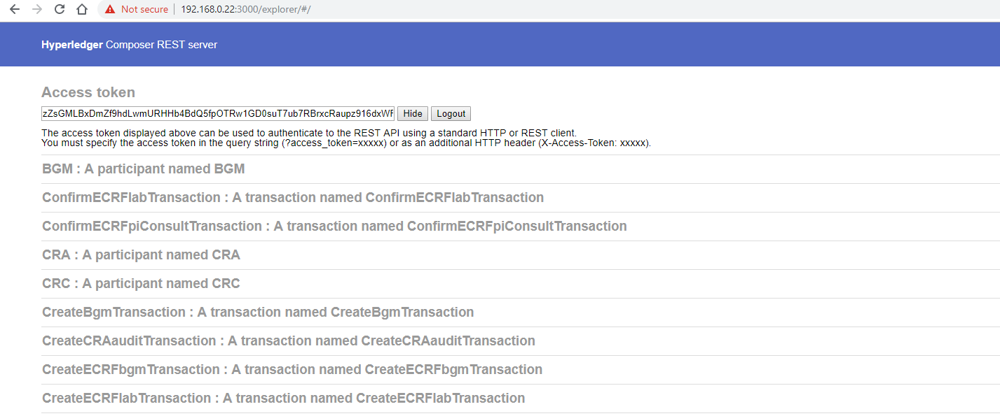 Not secure 192.168.0.22:3000/explorer/#/
Hyperledger Composer REST server
Access token
zZsGMLBxDmZf9hdLwmURHHb4BdQ5fpOTRw1GD0suT7ub7RBrxcRaupz916dxWF Hide Logout
The access token displayed above can be used to authenticate to the REST API using a standard HTTP or REST client.
You must specify the access token in the query string (?access_token=xxxxx) or as an additional HTTP header (X-Access-Token: xxxxx).
BGM : A participant named BGM
ConfirmECRFlabTransaction : A transaction named ConfirmECRFlabTransaction
ConfirmECRFpiConsultTransaction : A transaction named ConfirmECRFpiConsultTransaction
CRA : A participant named CRA
CRC : A participant named CRC
CreateBgmTransaction : A transaction named CreateBgmTransaction
CreateCRAauditTransaction : A transaction named CreateCRAauditTransaction
CreateECRFbgmTransaction : A transaction named CreateECRFbgmTransaction
CreateECRFlabTransaction : A transaction named CreateECRFlabTransaction